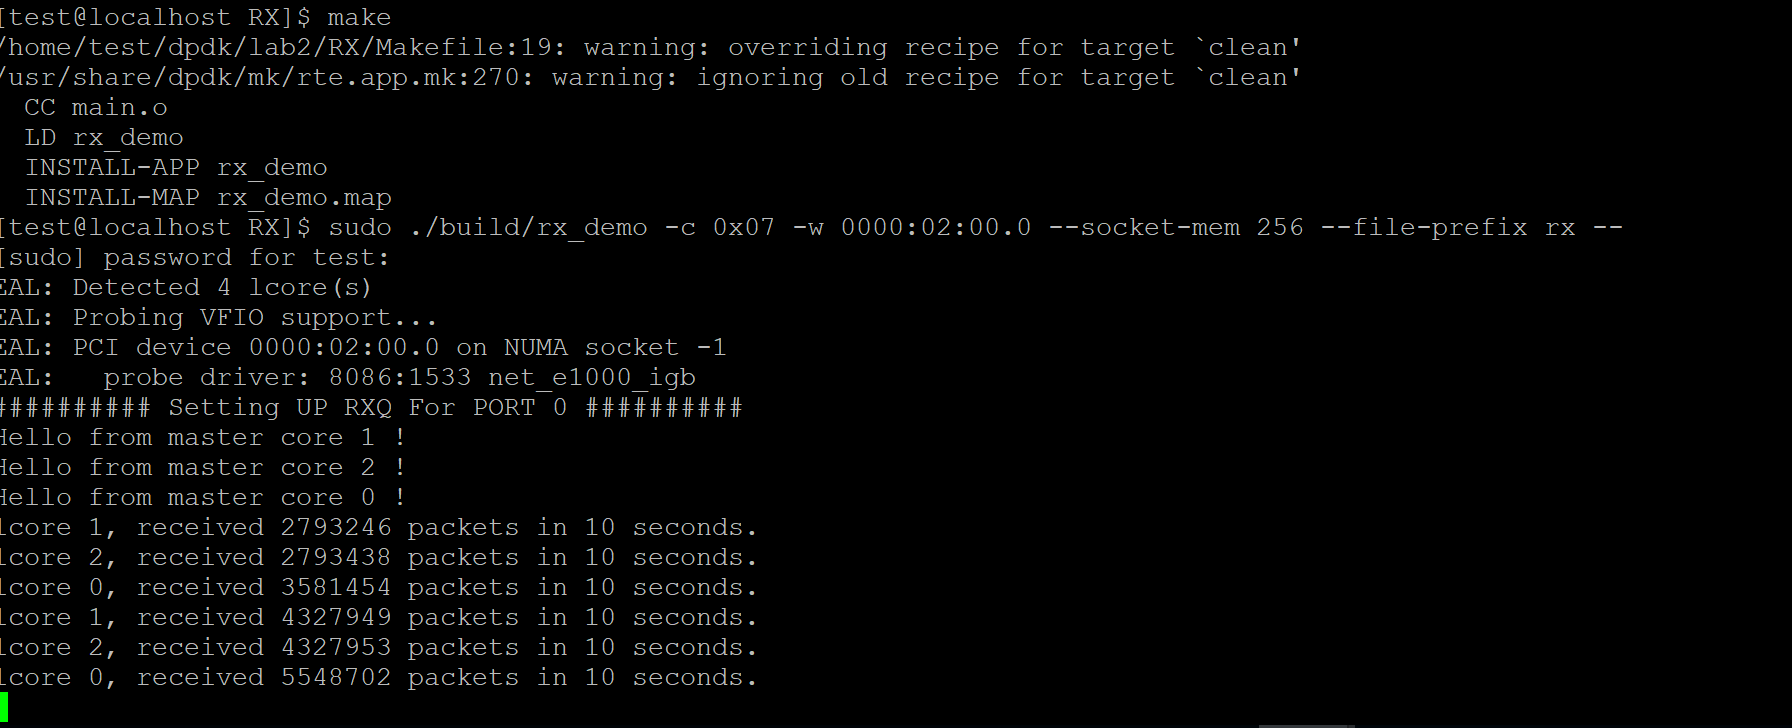 [test@localhost RX]$ make
/home/test/dpdk/lab2/RX/Makefile:19: warning: overriding recipe for target `clean'
/usr/share/dpdk/mk/rte.app.mk:270: warning: ignoring old recipe for target `clean'
CC main.o
LD rx_demo
INSTALL-APP rx_demo
INSTALL-MAP rx_demo.map
[test@localhost RX]$ sudo ./build/rx_demo -c 0x07 -w 0000:02:00.0 --socket-mem 256 --file-prefix rx --
[sudo] password for test:
EAL: Detected 4 lcore(s)
EAL: Probing VFIO support...
EAL: PCI device 0000:02:00.0 on NUMA socket -1
EAL:   probe driver: 8086:1533 net_e1000_igb
########## Setting UP RXQ For PORT 0 ##########
Hello from master core 1 !
Hello from master core 2 !
Hello from master core 0 !
lcore 1, received 2793246 packets in 10 seconds.
lcore 2, received 2793438 packets in 10 seconds.
lcore 0, received 3581454 packets in 10 seconds.
lcore 1, received 4327949 packets in 10 seconds.
lcore 2, received 4327953 packets in 10 seconds.
lcore 0, received 5548702 packets in 10 seconds.